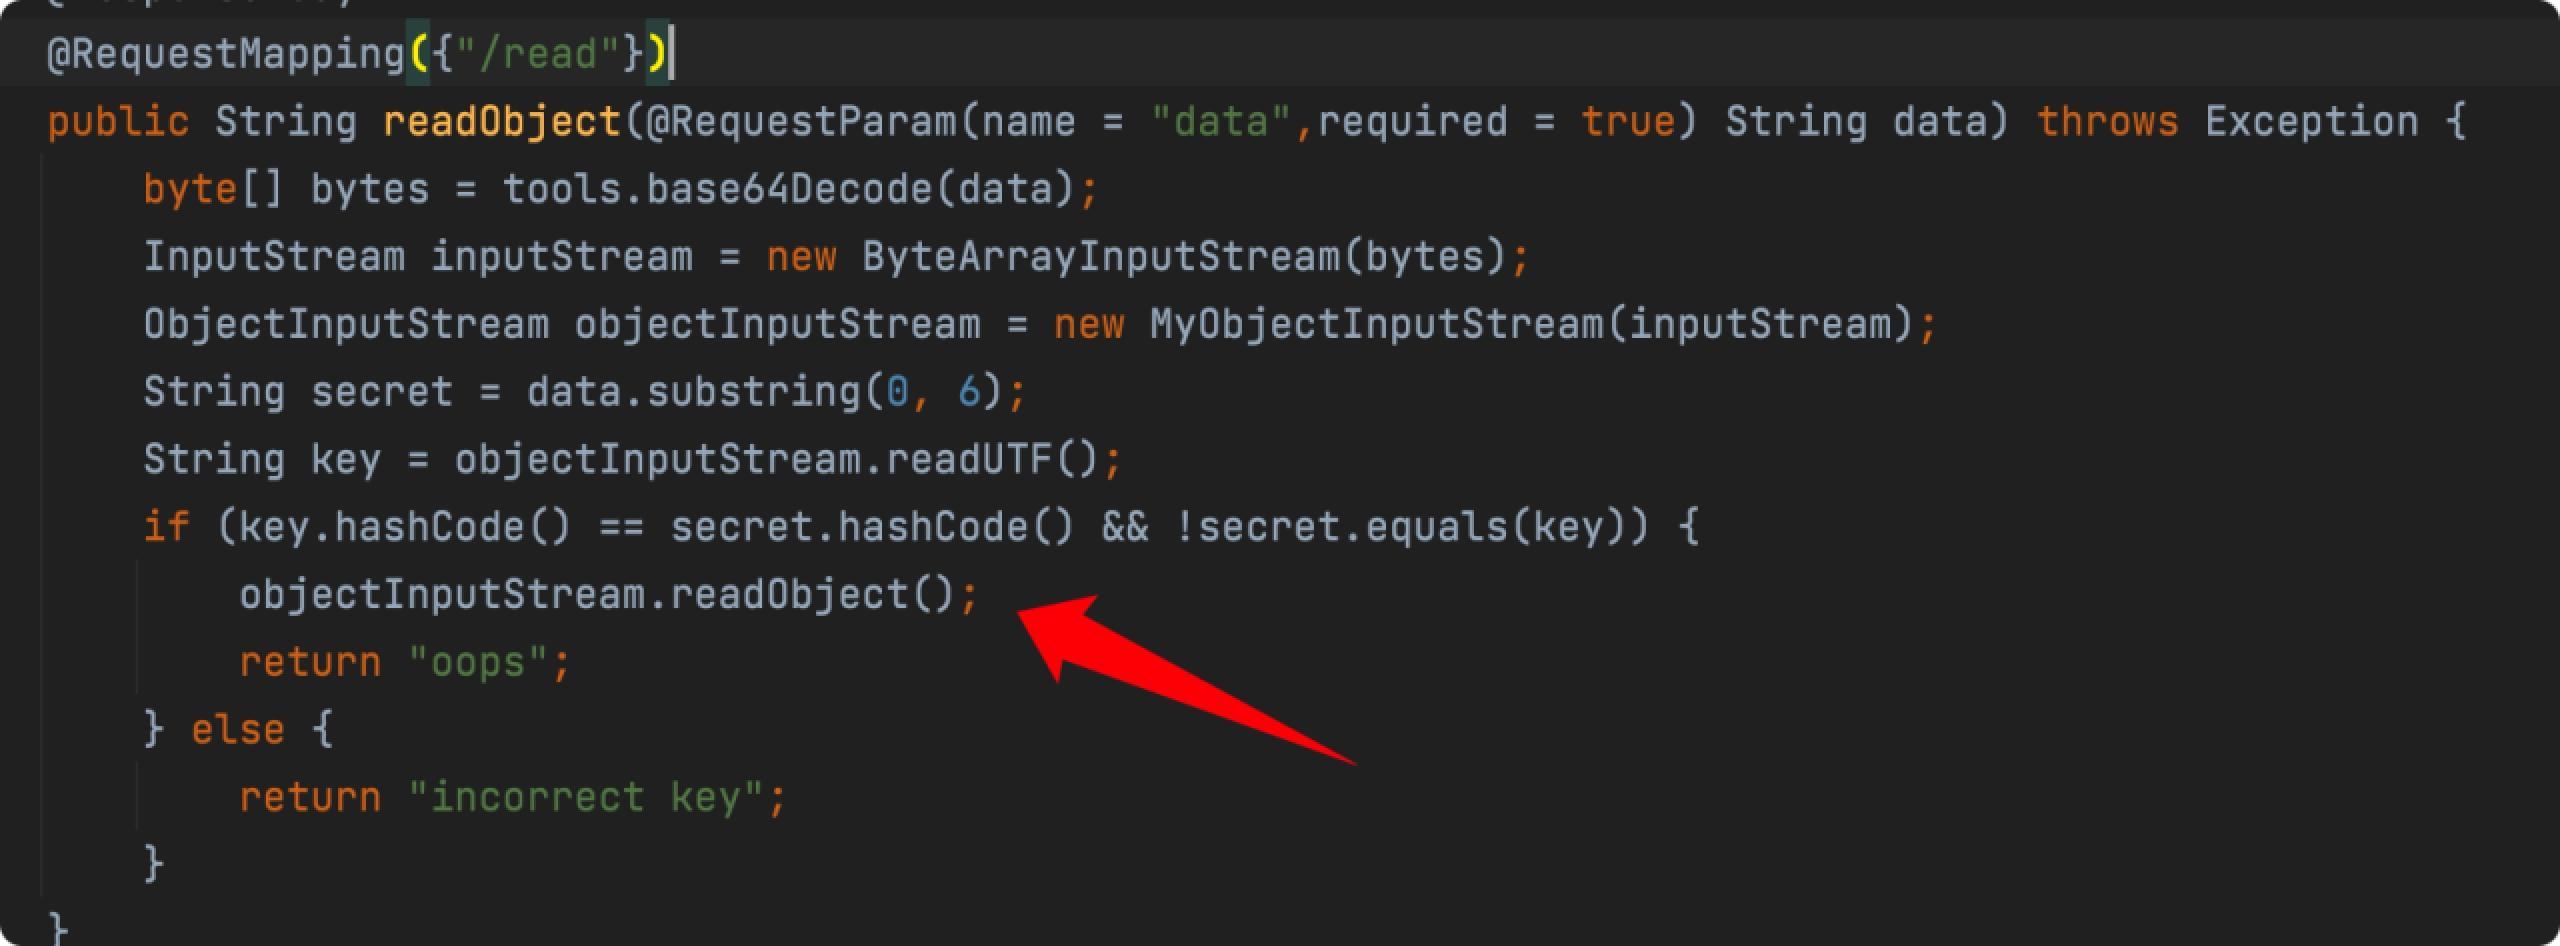 @RequestMapping({"/read"})
public String readObject(@RequestParam(name = "data",required = true) String data) throws Exception {
    byte[] bytes = tools.base64Decode(data);
    InputStream inputStream = new ByteArrayInputStream(bytes);
    ObjectInputStream objectInputStream = new MyObjectInputStream(inputStream);
    String secret = data.substring(0, 6);
    String key = objectInputStream.readUTF();
    if (key.hashCode() == secret.hashCode() && !secret.equals(key)) {
        objectInputStream.readObject();
        return "oops";
    } else {
        return "incorrect key";
    }
}